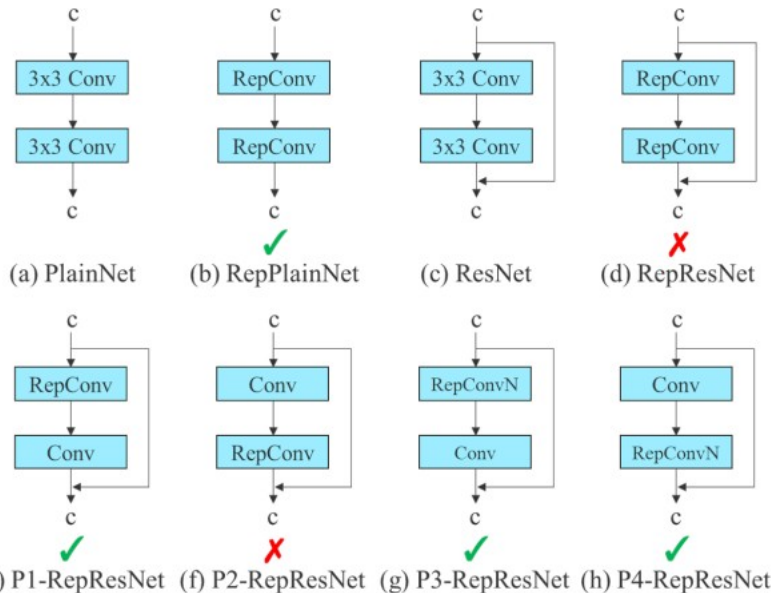 c c c c
3x3 Conv RepConv 3x3 Conv RepConv
3x3 Conv RepConv 3x3 Conv RepConv
c c c c
(a) PlainNet (b) RepPlainNet (c) ResNet (d) RepResNet
c c c c
RepConv Conv RepConvN Conv
Conv RepConv Conv RepConvN
c c c c
) P1-RepResNet (f) P2-RepResNet (g) P3-RepResNet (h) P4-RepResNet